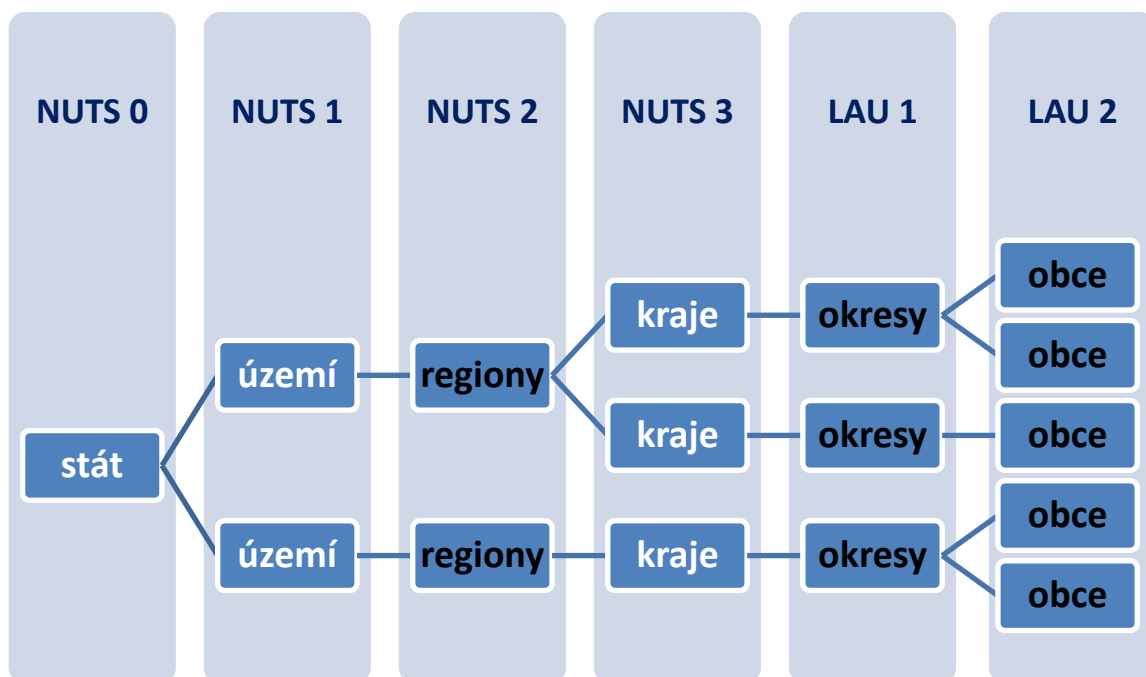 NUTS 0
NUTS 1
NUTS 2
NUTS 3
LAU 1
LAU 2
stát
území
území
regiony
regiony
kraje
kraje
kraje
okresy
okresy
okresy
obce
obce
obce
obce
obce